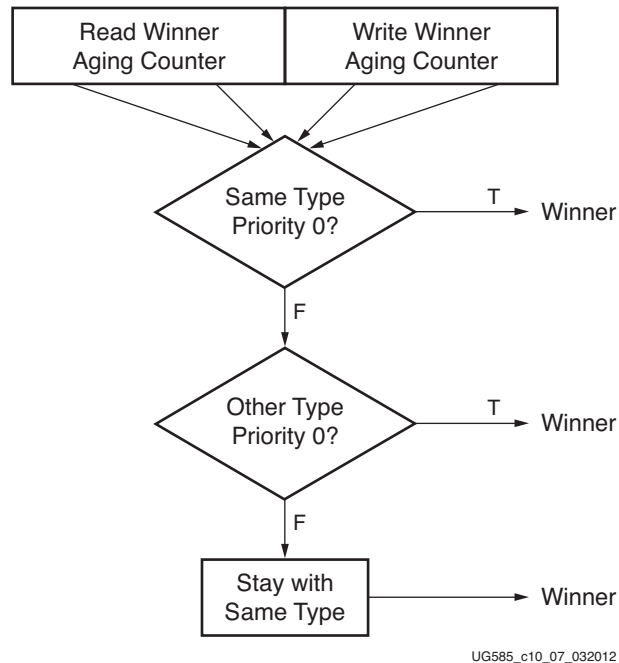 Read Winner
Aging Counter
Write Winner
Aging Counter
Same Type
Priority 0?
T
Winner
F
Other Type
Priority 0?
T
Winner
F
Stay with
Same Type
Winner
UG585_c10_07_032012